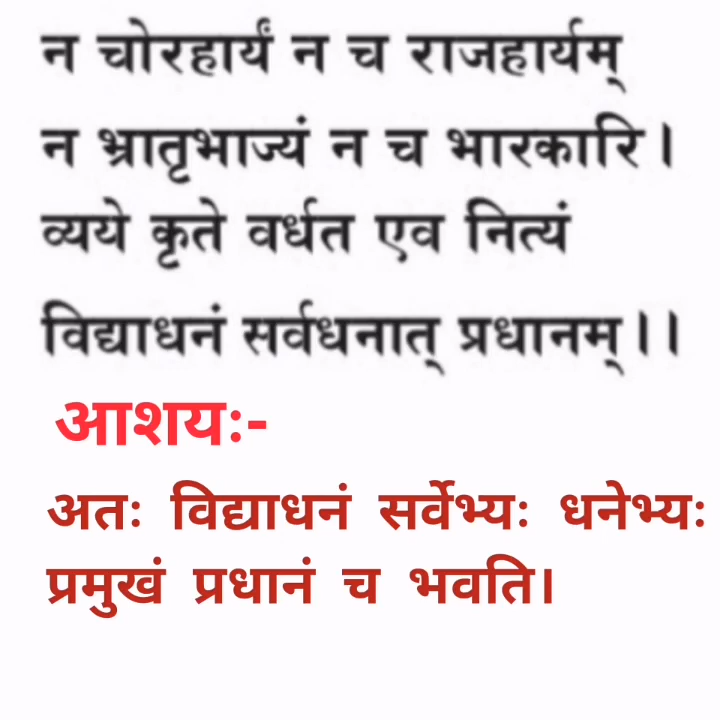 न चोरहार्यं न च राजहार्यम्
न भ्रातृभाज्यं न च भारकारि।
व्यये कृते वर्धत एव नित्यं
विद्याधनं सर्वधनात् प्रधानम्।।
आशयः-
अतः विद्याधनं सर्वेभ्यः धनेभ्यः
प्रमुखं प्रधानं च भवति।